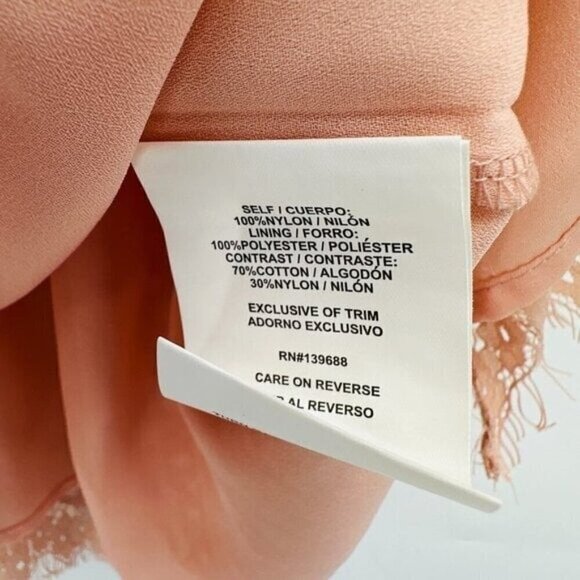 SELF / CUERPO:
100%NYLON / NILÓN
LINING / FORRO:
100%POLYESTER / POLIÉSTER
CONTRAST / CONTRASTE:
70%COTTON / ALGODÓN
30%NYLON / NILÓN
EXCLUSIVE OF TRIM
ADORNO EXCLUSIVO
RN#139688
CARE ON REVERSE
AL REVERSO